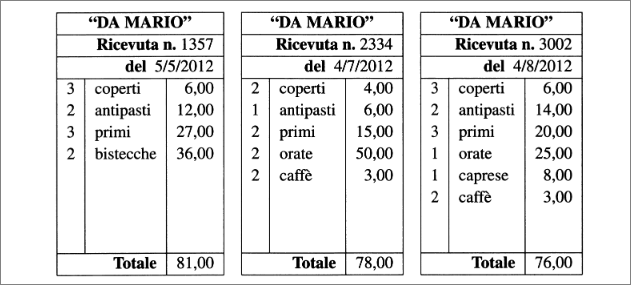 “DA MARIO”
Ricevuta n. 1357
del 5/5/2012
3 coperti 6,00
2 antipasti 12,00
3 primi 27,00
2 bistecche 36,00
Totale 81,00
“DA MARIO”
Ricevuta n. 2334
del 4/7/2012
2 coperti 4,00
1 antipasti 6,00
2 primi 15,00
2 orate 50,00
2 caffè 3,00
Totale 78,00
“DA MARIO”
Ricevuta n. 3002
del 4/8/2012
3 coperti 6,00
2 antipasti 14,00
3 primi 20,00
1 orate 25,00
1 caprese 8,00
2 caffè 3,00
Totale 76,00